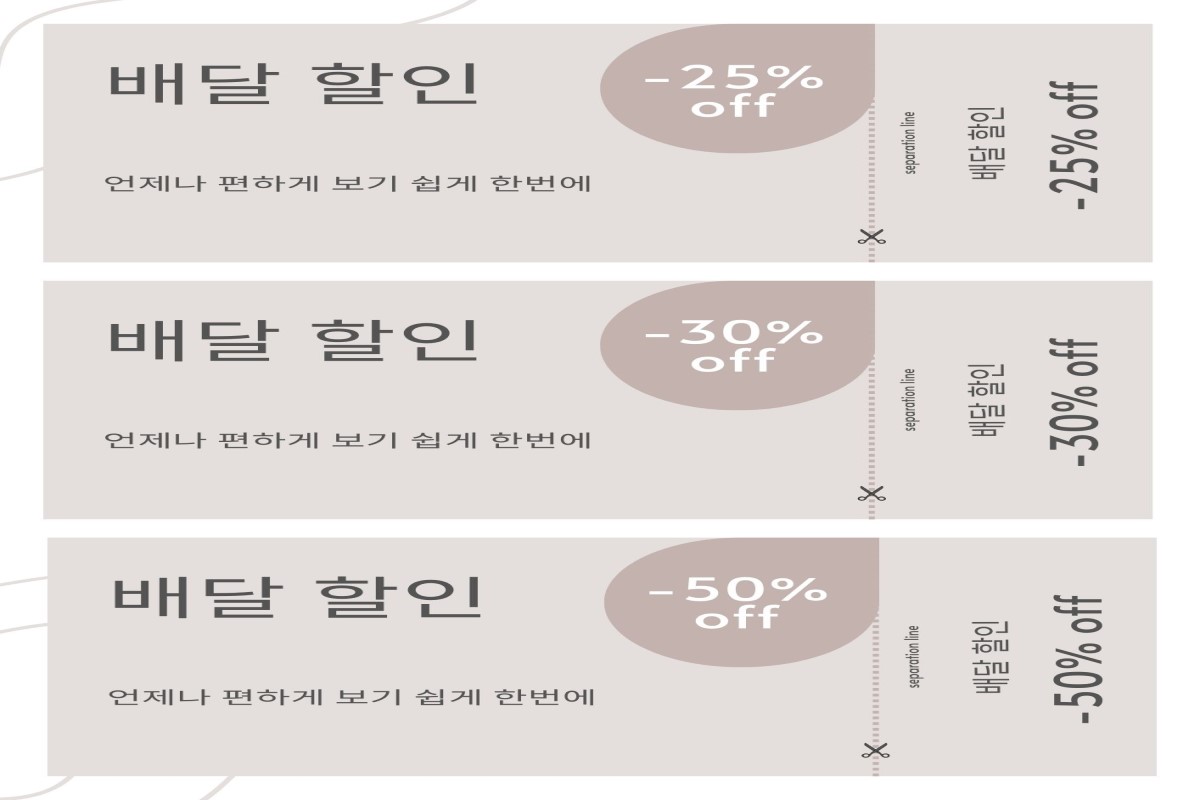 배달 할인
-25%
off
언제나 편하게 보기 쉽게 한번에
separation line
배달 할인
-25% off
배달 할인
-30%
off
언제나 편하게 보기 쉽게 한번에
separation line
배달 할인
-30% off
배달 할인
-50%
off
언제나 편하게 보기 쉽게 한번에
separation line
배달 할인
-50% off